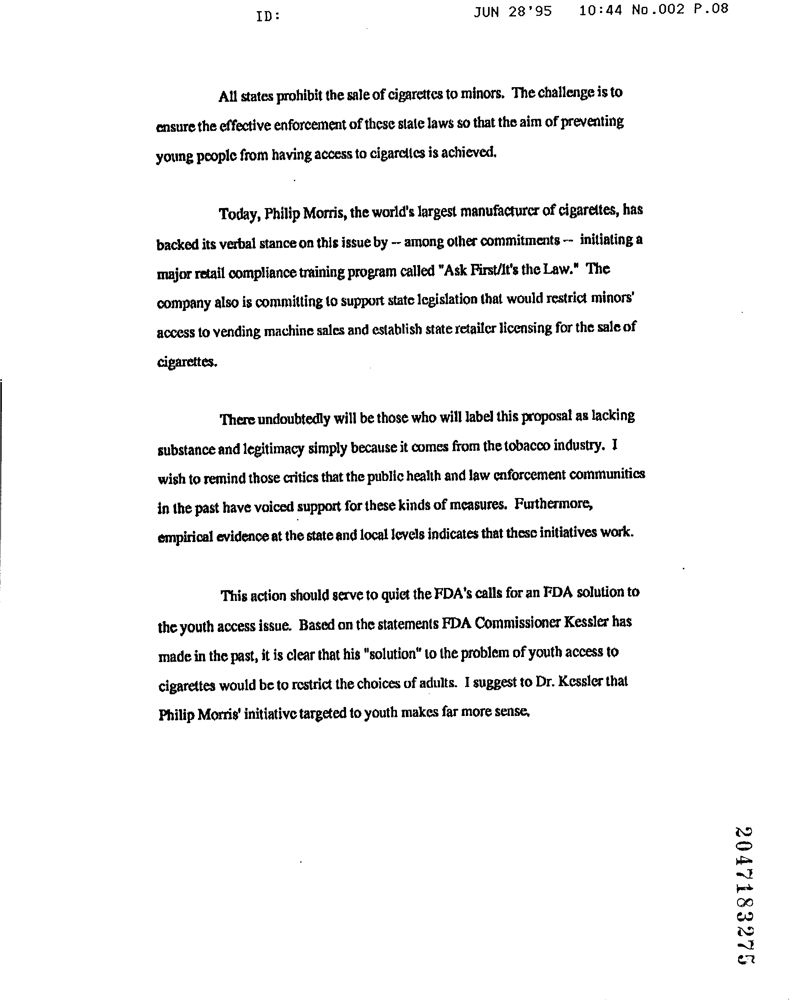 ID: JUN 28'95 10:44 No.002 P.08
All states prohibit the sale of cigarettes to minors. The challenge is to
ensure the effective enforcement of these state laws so that the aim of preventing
young people from having access to cigarettes is achieved.
Today, Philip Morris, the world's largest manufacturer of cigarettes, has
backed its verbal stance on this issue by -- among other commitments -- initiating a
major retail compliance training program called "Ask First/It's the Law." The
company also is committing to support state legislation that would restrict minors'
access to vending machine sales and establish state retailer licensing for the sale of
cigarettes.
There undoubtedly will be those who will label this proposal as lacking
substance and legitimacy simply because it comes from the tobacco industry. I
wish to remind those critics that the public health and law enforcement communities
in the past have voiced support for these kinds of measures. Furthermore,
empirical evidence at the state and local levels indicates that these initiatives work.
This action should serve to quiet the FDA's calls for an FDA solution to
the youth access issue. Based on the statements FDA Commissioner Kessler has
made in the past, it is clear that his "solution" to the problem of youth access to
cigarettes would be to restrict the choices of adults. I suggest to Dr. Kessler that
Philip Morris' initiative targeted to youth makes far more sense.
2047183275